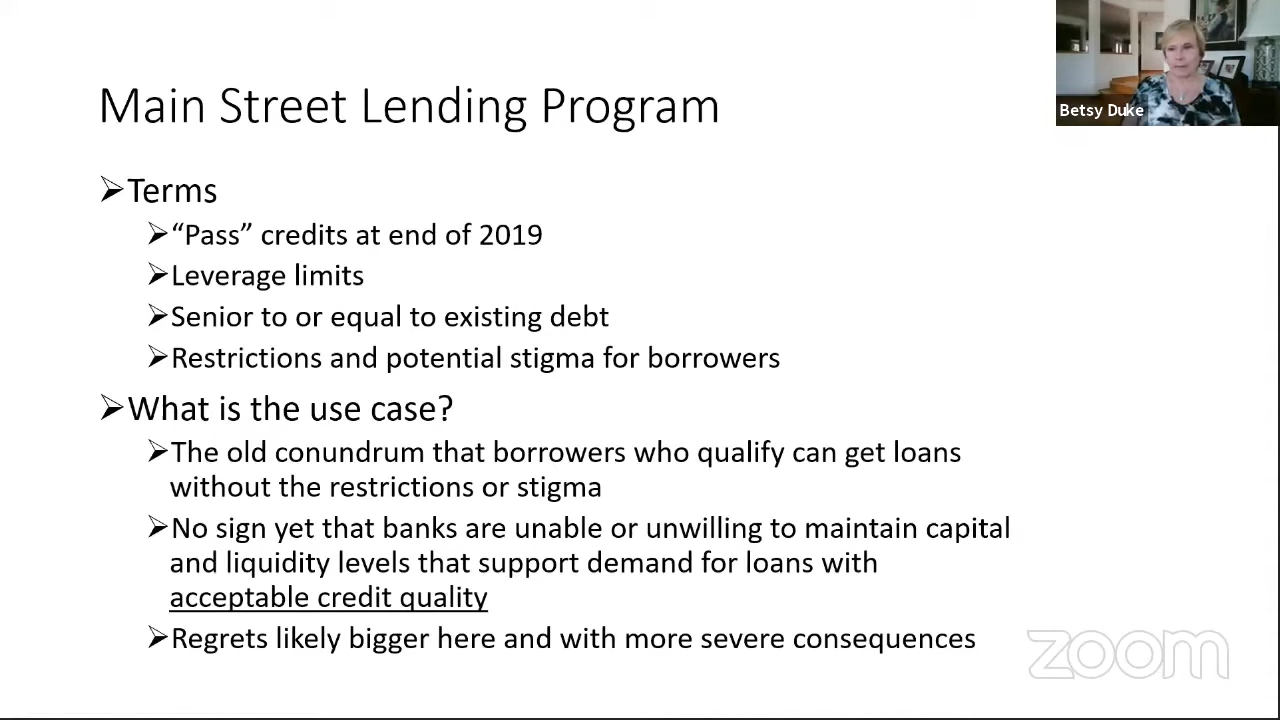 Betsy Duke
Main Street Lending Program
➢Terms
➢“Pass” credits at end of 2019
➢Leverage limits
➢Senior to or equal to existing debt
➢Restrictions and potential stigma for borrowers
➢What is the use case?
➢The old conundrum that borrowers who qualify can get loans
without the restrictions or stigma
➢No sign yet that banks are unable or unwilling to maintain capital
and liquidity levels that support demand for loans with
acceptable credit quality
➢Regrets likely bigger here and with more severe consequences
zoom